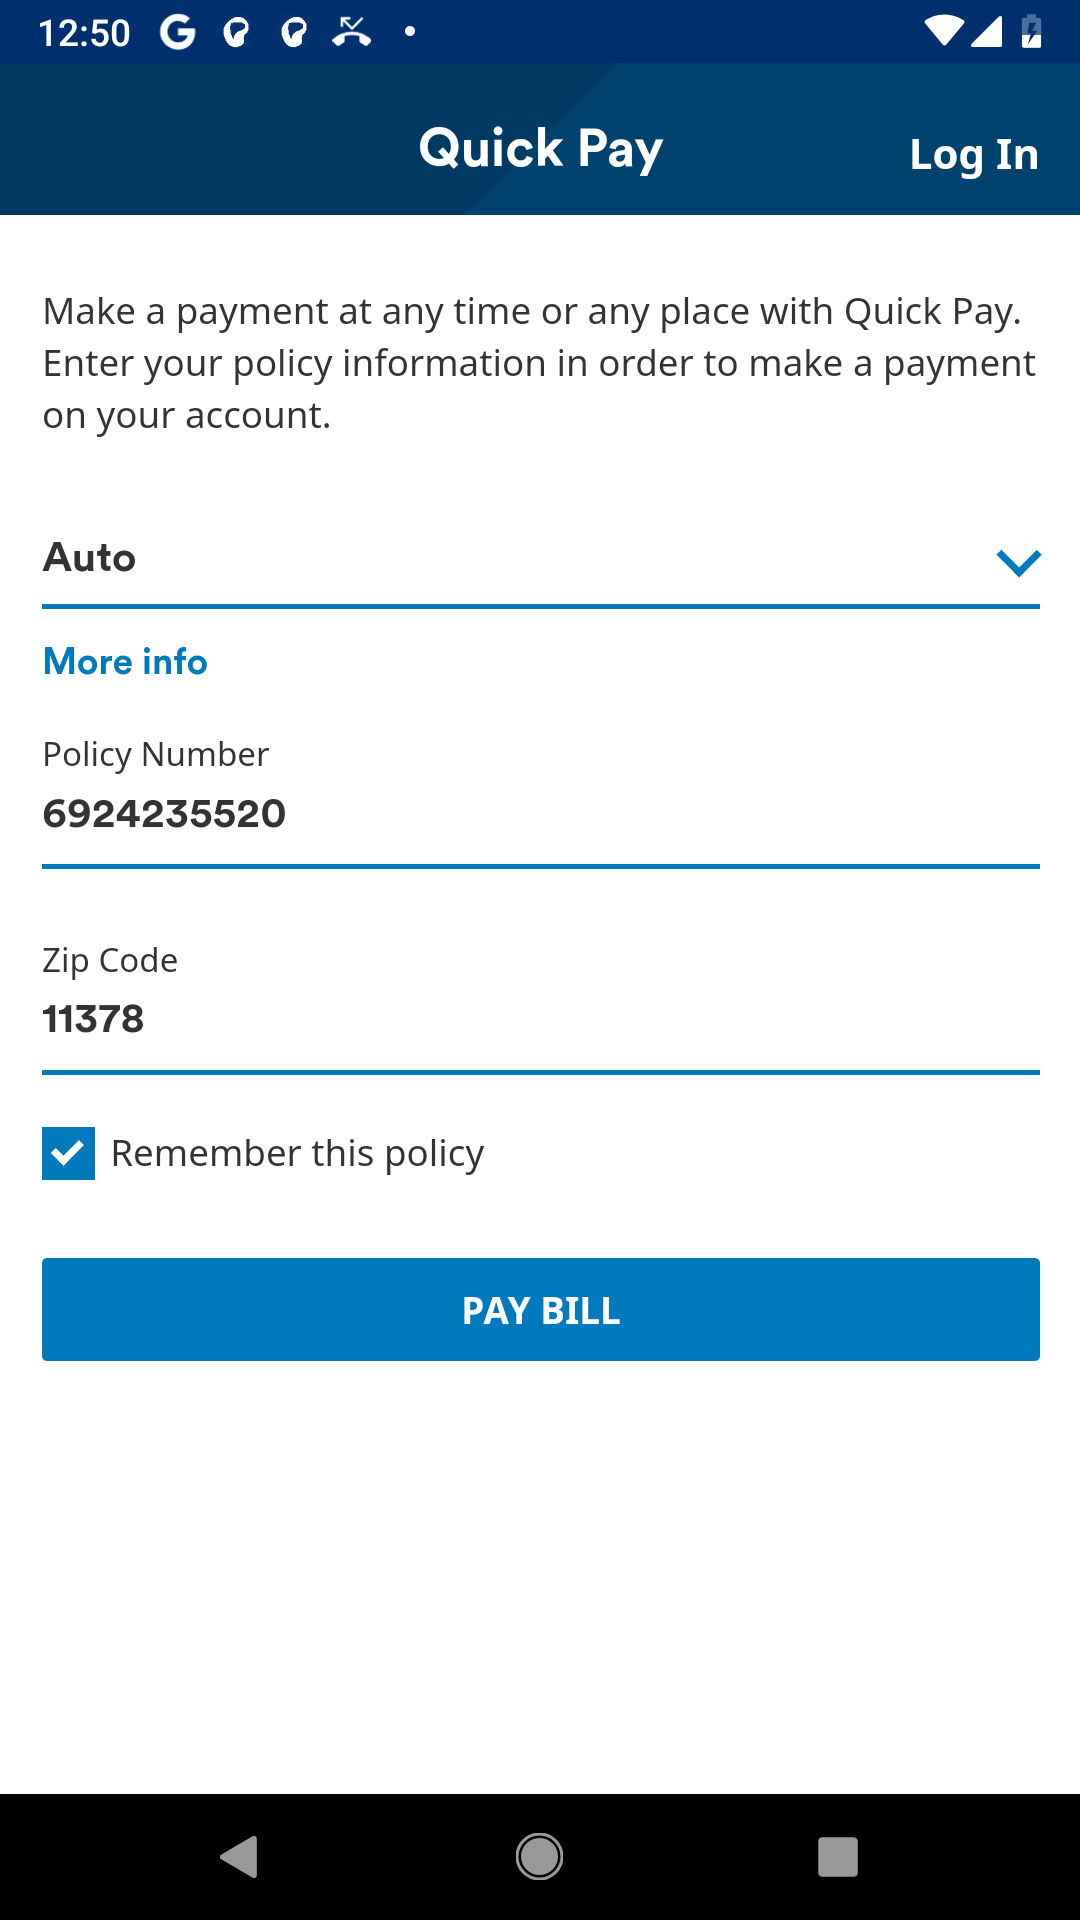 12:50
Quick Pay
Log In
Make a payment at any time or any place with Quick Pay.
Enter your policy information in order to make a payment
on your account.
Auto
More info
Policy Number
6924235520
Zip Code
11378
Remember this policy
PAY BILL